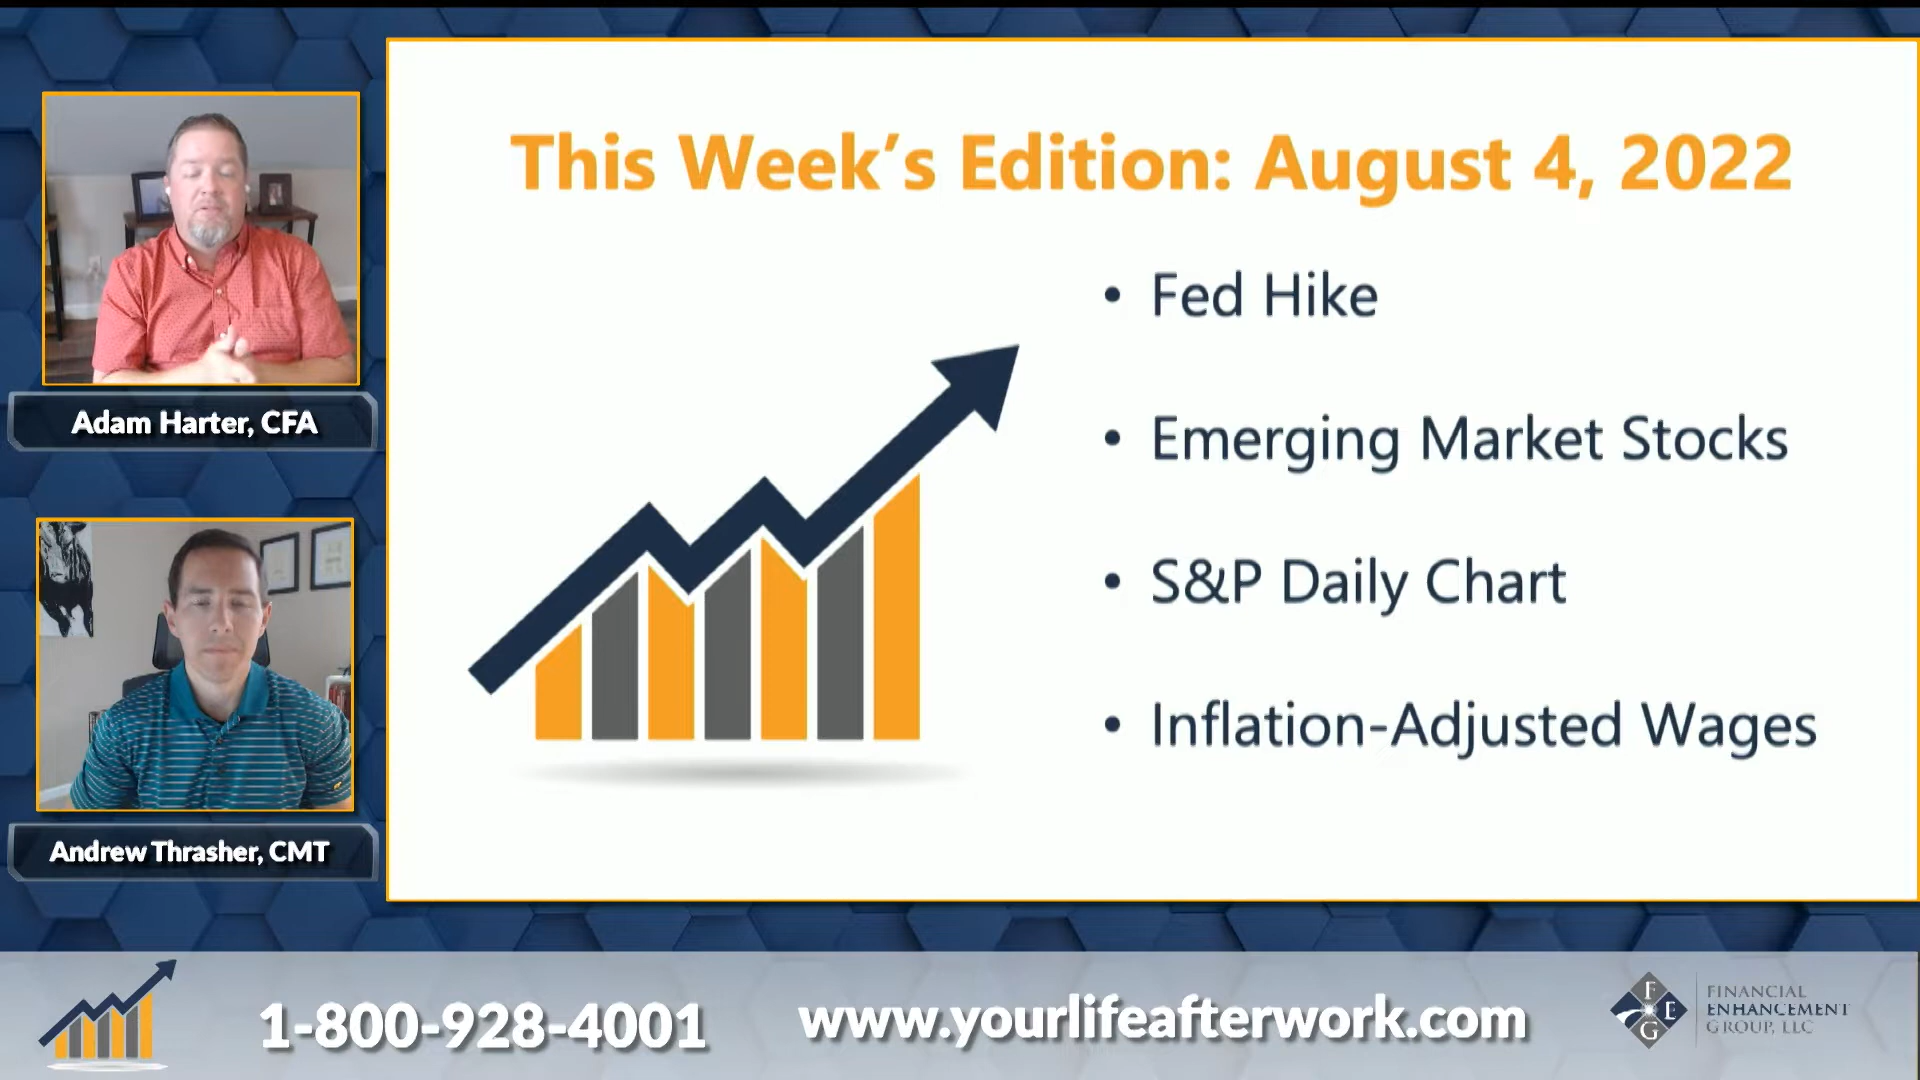 This Week's Edition: August 4, 2022
• Fed Hike
• Emerging Market Stocks
• S&P Daily Chart
• Inflation-Adjusted Wages
Adam Harter, CFA
Andrew Thrasher, CMT
1-800-928-4001
www.yourlifeafterwork.com
F
E
G
FINANCIAL
ENHANCEMENT
GROUP, LLC